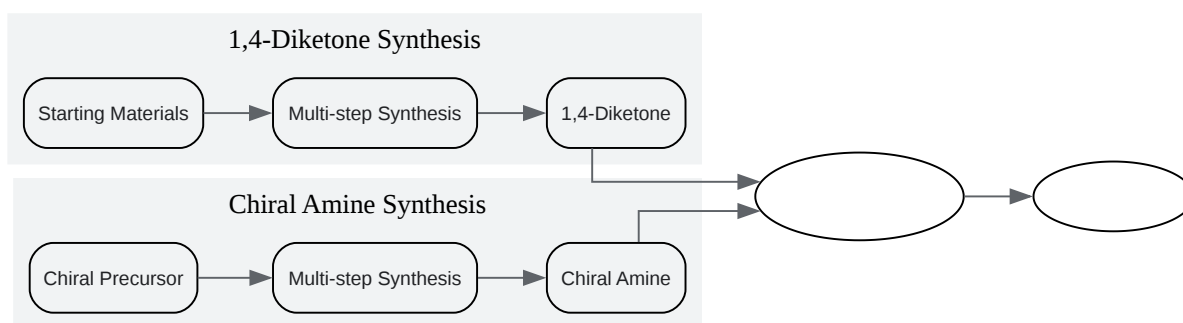 1,4-Diketone Synthesis
Starting Materials
Multi-step Synthesis
1,4-Diketone
Chiral Amine Synthesis
Chiral Precursor
Multi-step Synthesis
Chiral Amine